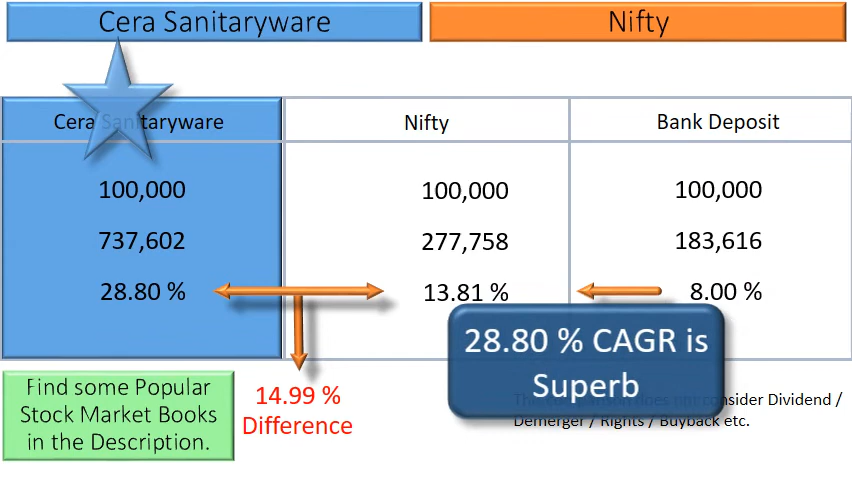 Cera Sanitaryware
Nifty
Cera Sanitaryware
Nifty
Bank Deposit
100,000
100,000
100,000
737,602
277,758
183,616
28.80 %
13.81 %
8.00 %
28.80 % CAGR is
Superb
Find some Popular
Stock Market Books
in the Description.
14.99 %
Difference
consider Dividend /
Demerger / Rights / Buyback etc.